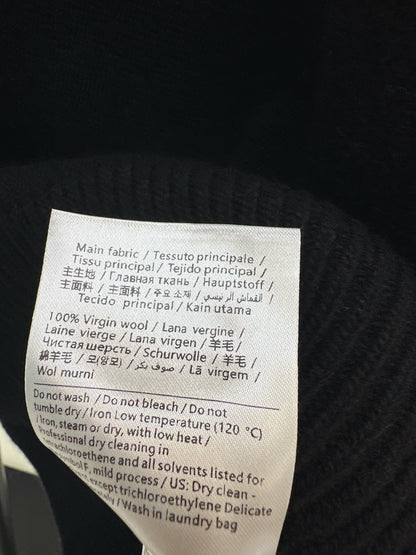 Main fabric / Tessuto principale /
Tissu principal / Tejido principal /
主生地 / Главная ткань / Hauptstoff /
主面料 / 主面料 / 주요 소재 / القماش الرئيسي /
Tecido principal / Kain utama
100% Virgin wool / Lana vergine /
Laine vierge / Lana virgen / 羊毛 /
Чистая шерсть / Schurwolle / 羊毛 /
綿羊毛 / 모(양모) / صوف بكر / Lã virgem /
Wol murni
Do not wash / Do not bleach / Do not
tumble dry / Iron Low temperature (120 °C)
/ Iron, steam or dry, with low heat /
Professional dry cleaning in
tetrachloroethene and all solvents listed for
symbol F, mild process / US: Dry clean -
except trichloroethylene Delicate
/ Wash in laundry bag